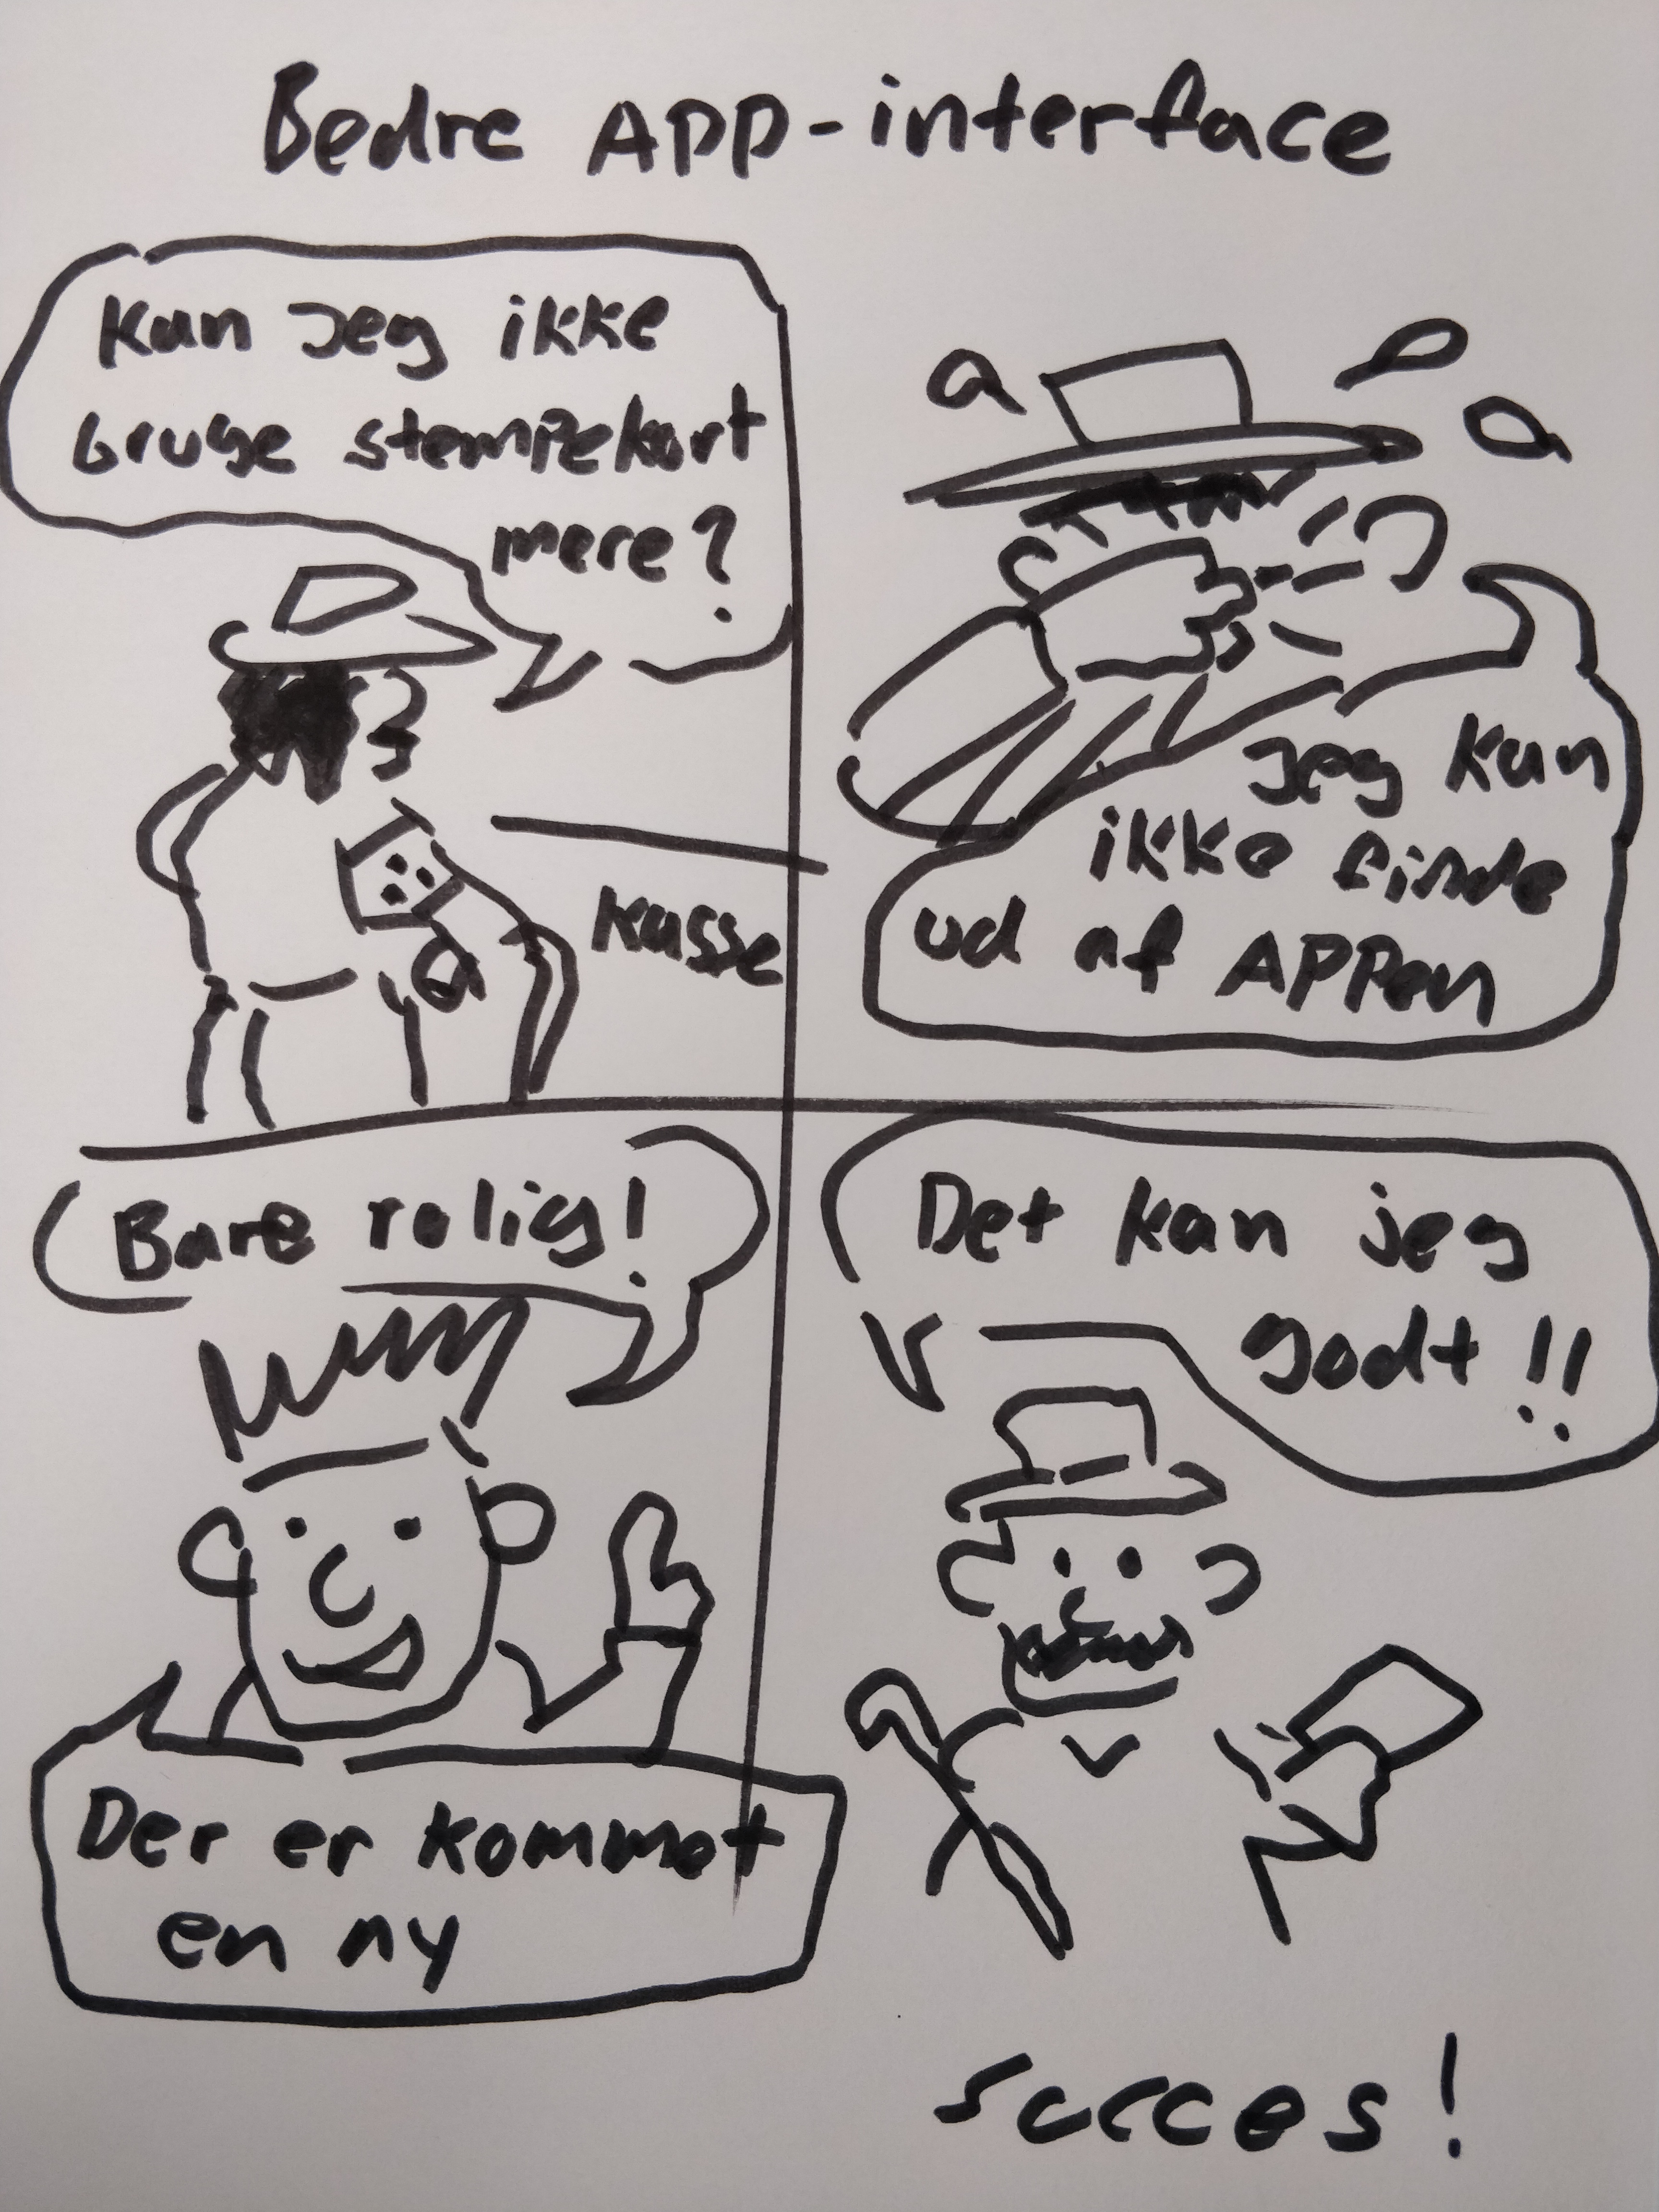 Bedre APP-interface
Kan Jeg ikke
bruge stempekort
mere?
Kasse
Jeg kan
ikke finde
ud af APPen
Bare rolig!
Der er kommet
en ny
Det kan jeg
godt!!
succes!